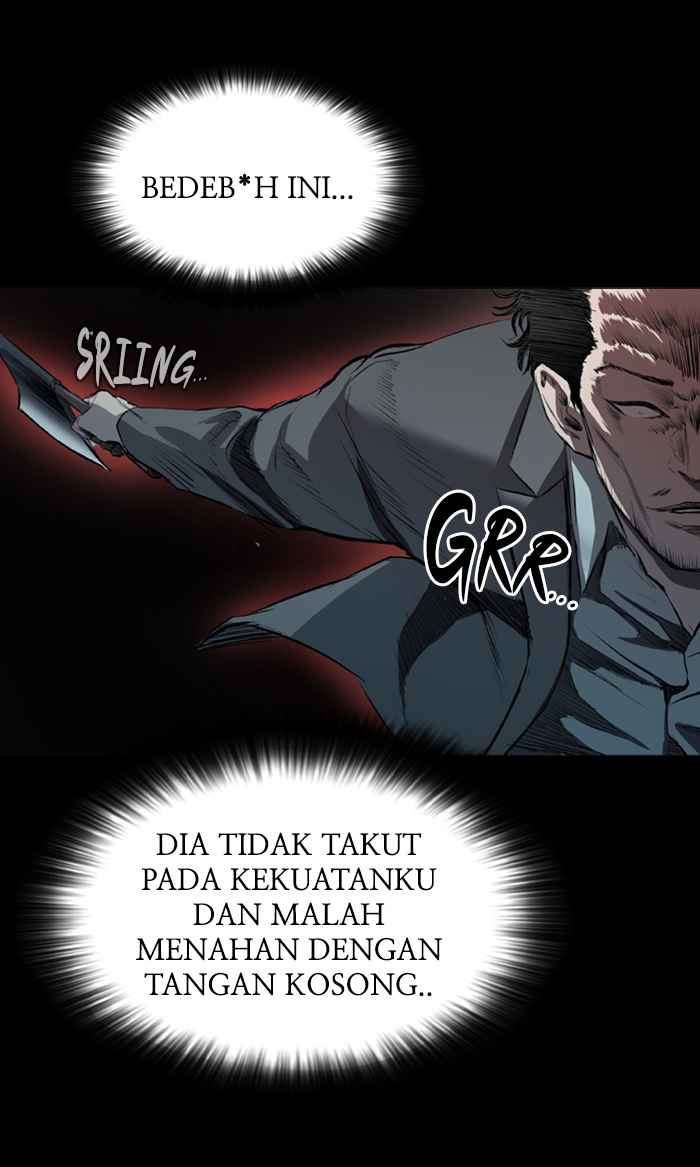 BEDEB*H INI...
SRIING...
GRR...
DIA TIDAK TAKUT
PADA KEKUATANKU
DAN MALAH
MENAHAN DENGAN
TANGAN KOSONG..